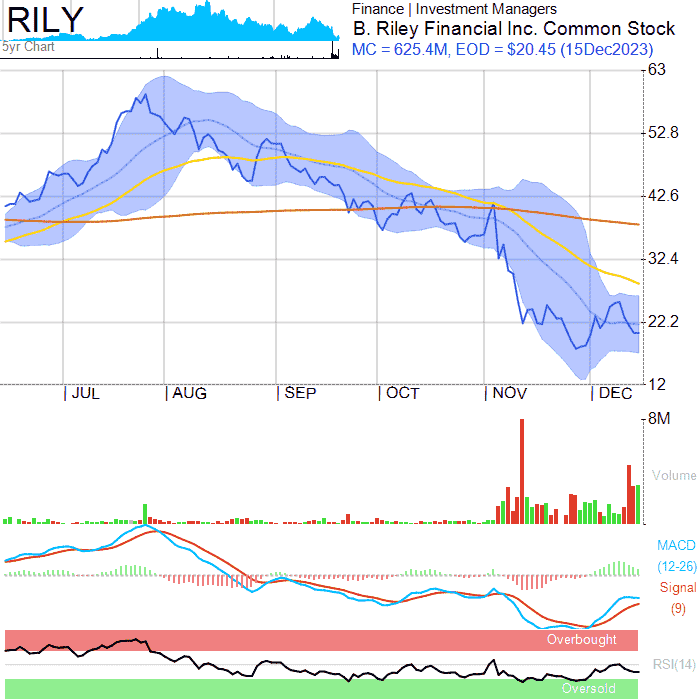 RILY
5yr Chart
Finance | Investment Managers
B. Riley Financial Inc. Common Stock
MC = 625.4M, EOD = $20.45 (15Dec2023)
63
52.8
42.6
32.4
22.2
12
JUL AUG SEP OCT NOV DEC
8M
Volume
MACD
(12-26)
Signal
(9)
Overbought
RSI(14)
Oversold